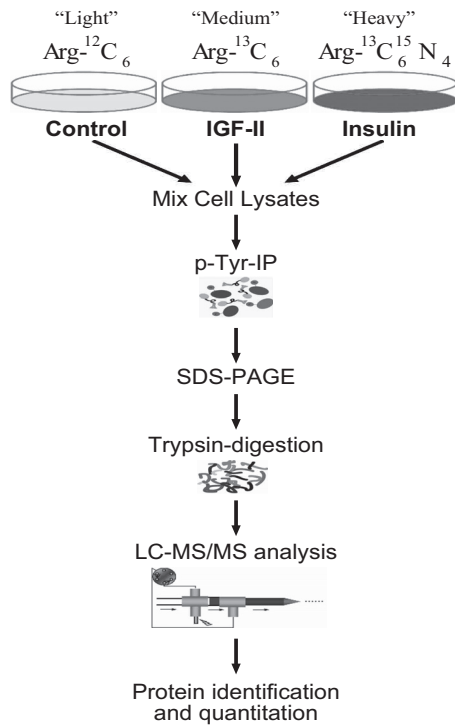 “Light” “Medium” “Heavy”
Arg-¹²C₆ Arg-¹³C₆ Arg-¹³C₆¹⁵N₄
Control IGF-II Insulin
Mix Cell Lysates
p-Tyr-IP
SDS-PAGE
Trypsin-digestion
LC-MS/MS analysis
Protein identification
and quantitation